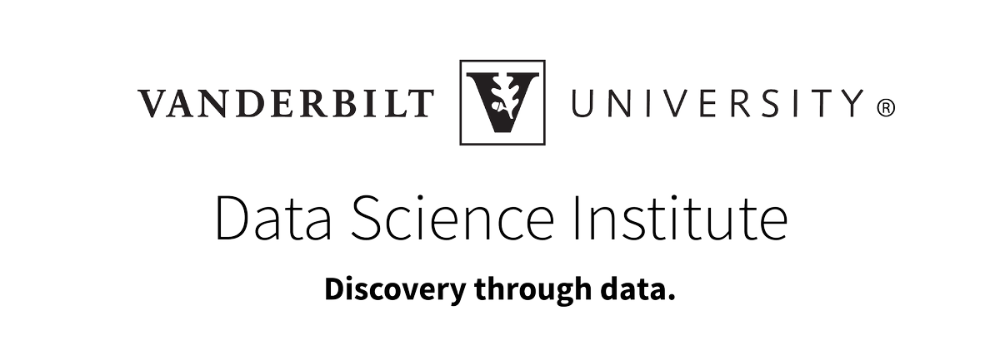 VANDERBILT V UNIVERSITY®
Data Science Institute
Discovery through data.